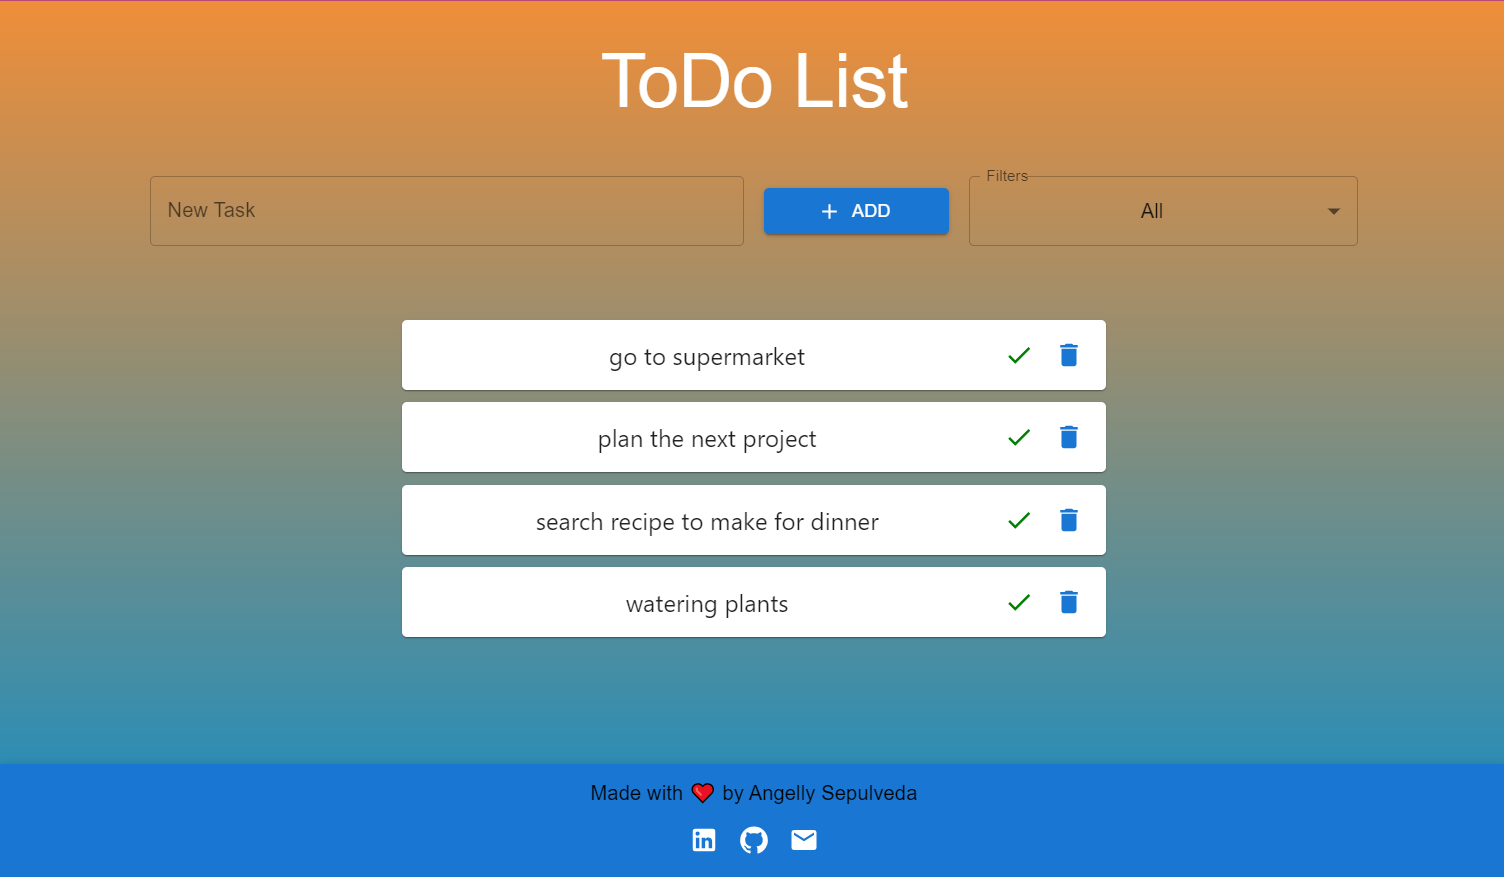 ToDo List
Filters
New Task
ADD
All
go to supermarket
plan the next project
search recipe to make for dinner
watering plants
Made with ❤️ by Angelly Sepulveda
in